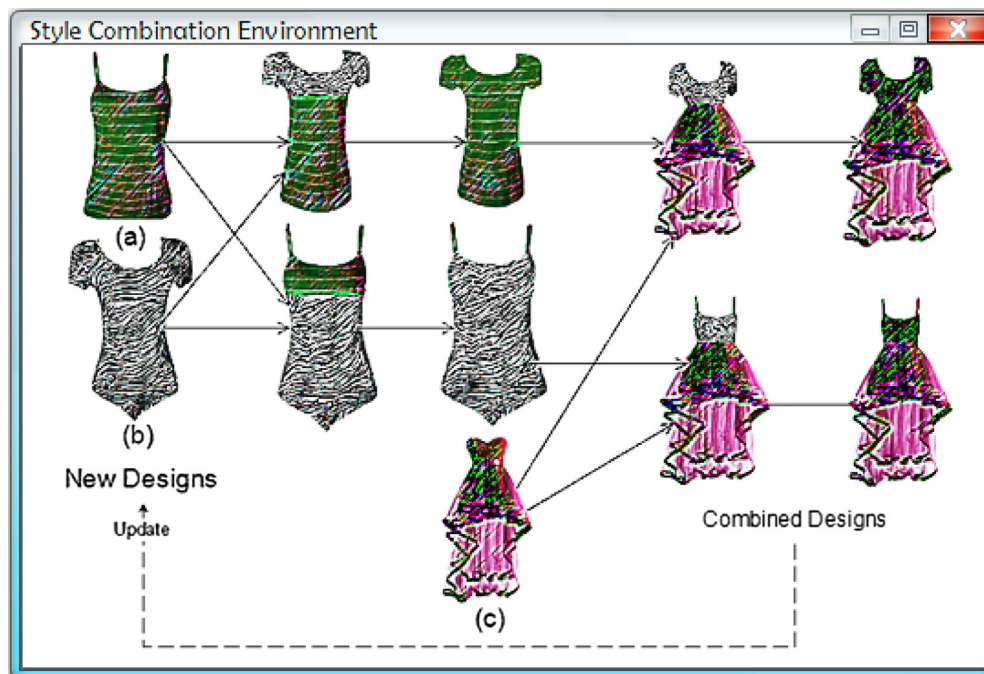 Style Combination Environment
(a)
(b)
New Designs
Update
Combined Designs
(c)